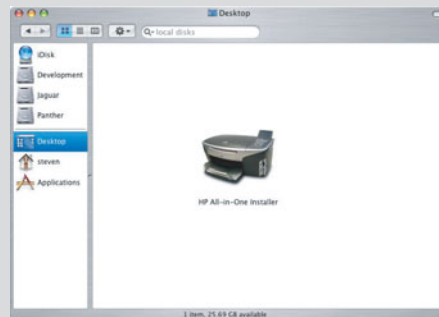 Desktop
local disks
iDisk
Development
Jaguar
Panther
Desktop
steven
Applications
HP All-in-One Installer
1 item, 25.69 GB available